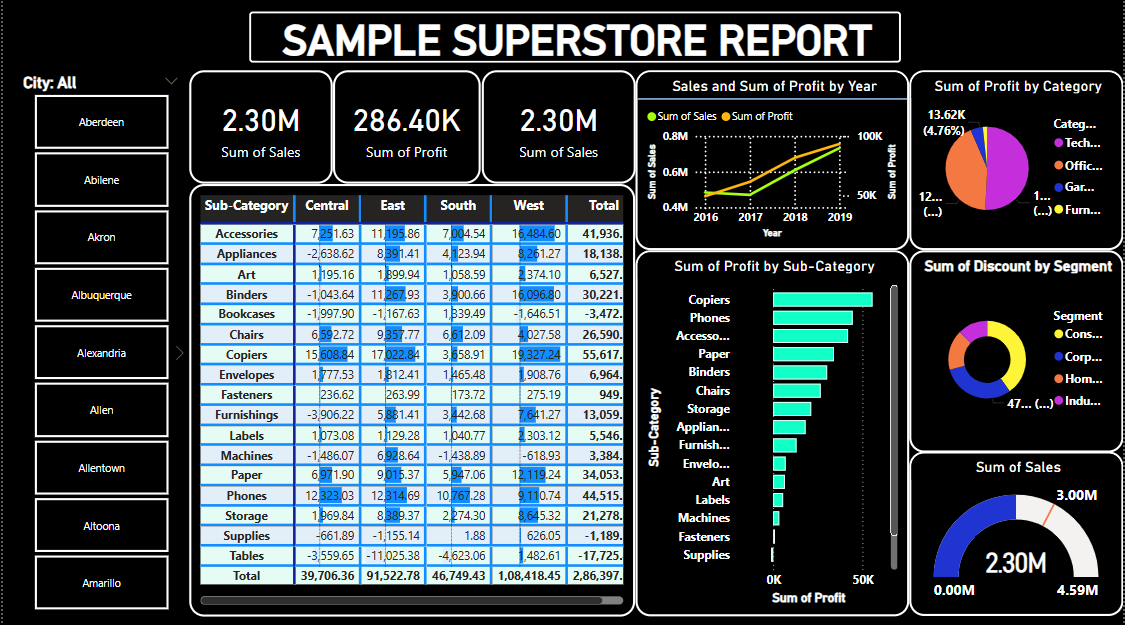 SAMPLE SUPERSTORE REPORT
City: All
Aberdeen
Abilene
Akron
Albuquerque
Alexandria
Allen
Allentown
Altoona
Amarillo
2.30M
Sum of Sales
286.40K
Sum of Profit
2.30M
Sum of Sales
Sub-Category Central East South West Total
Accessories 7,251.63 11,195.86 7,004.54 16,484.60 41,936.
Appliances -2,638.62 8,391.41 4,123.94 8,261.27 18,138.
Art 1,195.16 1,899.94 1,058.59 2,374.10 6,527.
Binders -1,043.64 11,267.93 3,900.66 16,096.80 30,221.
Bookcases -1,997.90 -1,167.63 1,339.49 -1,646.51 -3,472.
Chairs 6,592.72 9,357.77 6,612.09 4,027.58 26,590.
Copiers 15,608.84 17,022.84 3,658.91 19,327.24 55,617.
Envelopes 1,777.53 1,812.41 1,465.48 1,908.76 6,964.
Fasteners 236.62 263.99 173.72 275.19 949.
Furnishings -3,906.22 5,881.41 3,442.68 7,641.27 13,059.
Labels 1,073.08 1,129.28 1,040.77 2,303.12 5,546.
Machines -1,486.07 6,928.64 -1,438.89 -618.93 3,384.
Paper 6,971.90 9,015.37 5,947.06 12,119.24 34,053.
Phones 12,323.03 12,314.69 10,767.28 9,110.74 44,515.
Storage 1,969.84 8,389.37 2,274.30 8,645.32 21,278.
Supplies -661.89 -1,155.14 1.88 626.05 -1,189.
Tables -3,559.65 -11,025.38 -4,623.06 1,482.61 -17,725.
Total 39,706.36 91,522.78 46,749.43 1,08,418.45 2,86,397.
Sales and Sum of Profit by Year
Sum of Sales Sum of Profit
Sum of Sales
0.8M
0.6M
0.4M
100K
50K
Sum of Profit
2016 2017 2018 2019
Year
Sum of Profit by Sub-Category
Sub-Category
Copiers
Phones
Accesso...
Paper
Binders
Chairs
Storage
Applian...
Furnish...
Envelo...
Art
Labels
Machines
Fasteners
Supplies
0K 50K
Sum of Profit
Sum of Profit by Category
13.62K
(4.76%)
12...
(...)
1...
(...)
Categ...
Tech...
Offic...
Gar...
Furn...
Sum of Discount by Segment
47... (...)
Segment
Cons...
Corp...
Hom...
Indu...
Sum of Sales
3.00M
2.30M
0.00M 4.59M